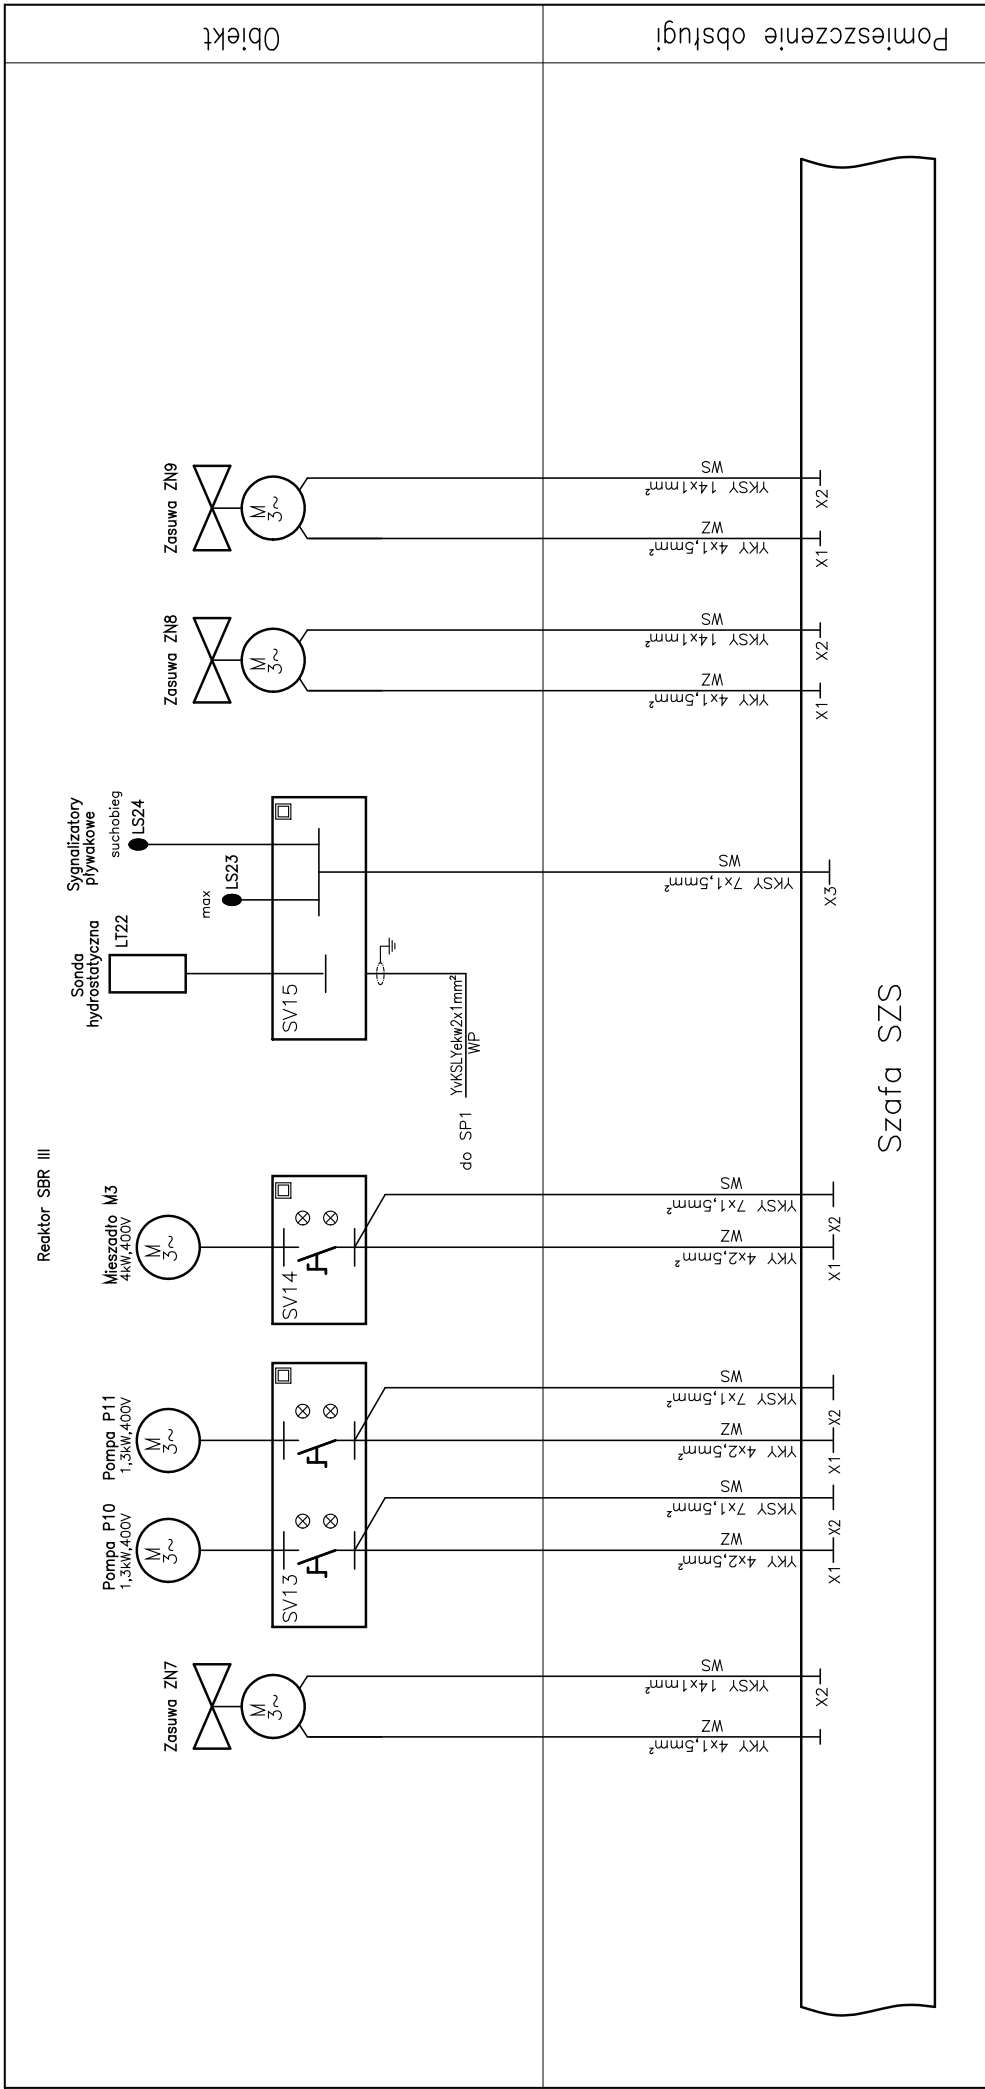 Obiekt
Pomieszczenie obsługi
Reaktor SBR III
Zasuwa ZN7
M
3~
WZ
YKY 4x1,5mm²
WS
YKSY 14x1mm²
X2
Pompa P10
1,3kW,400V
M
3~
Pompa P11
1,3kW,400V
M
3~
SV13
WZ
YKY 4x2,5mm²
X1
WS
YKSY 7x1,5mm²
X2
WZ
YKY 4x2,5mm²
X1
WS
YKSY 7x1,5mm²
X2
Mieszadło M3
4kW,400V
M
3~
SV14
WZ
YKY 4x2,5mm²
X1
WS
YKSY 7x1,5mm²
X2
Sonda
hydrostatyczna
LT22
Sygnalizatory
pływakowe
max
LS23
suchobieg
LS24
SV15
do SP1
YvKSLYekw2x1mm²
WP
WS
YKSY 7x1,5mm²
X3
Zasuwa ZN8
M
3~
WZ
YKY 4x1,5mm²
X1
WS
YKSY 14x1mm²
X2
Zasuwa ZN9
M
3~
WZ
YKY 4x1,5mm²
X1
WS
YKSY 14x1mm²
X2
Szafa SZS